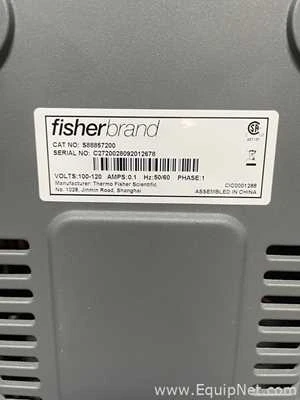 fisherbrand
CAT NO: S88857200
SERIAL NO: C2720028092012678
VOLTS:100-120 AMPS:0.1 Hz:50/60 PHASE:1
Manufacturer: Thermo Fisher Scientific
No. 1028, Jinmin Road, Shanghai
CIC0001288
ASSEMBLED IN CHINA
www.EquipNet.com